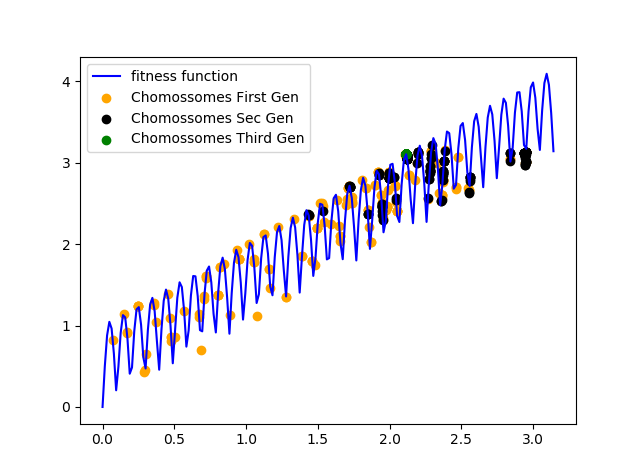 fitness function
Chomossomes First Gen
Chomossomes Sec Gen
Chomossomes Third Gen
4
3
2
1
0
0.0 0.5 1.0 1.5 2.0 2.5 3.0